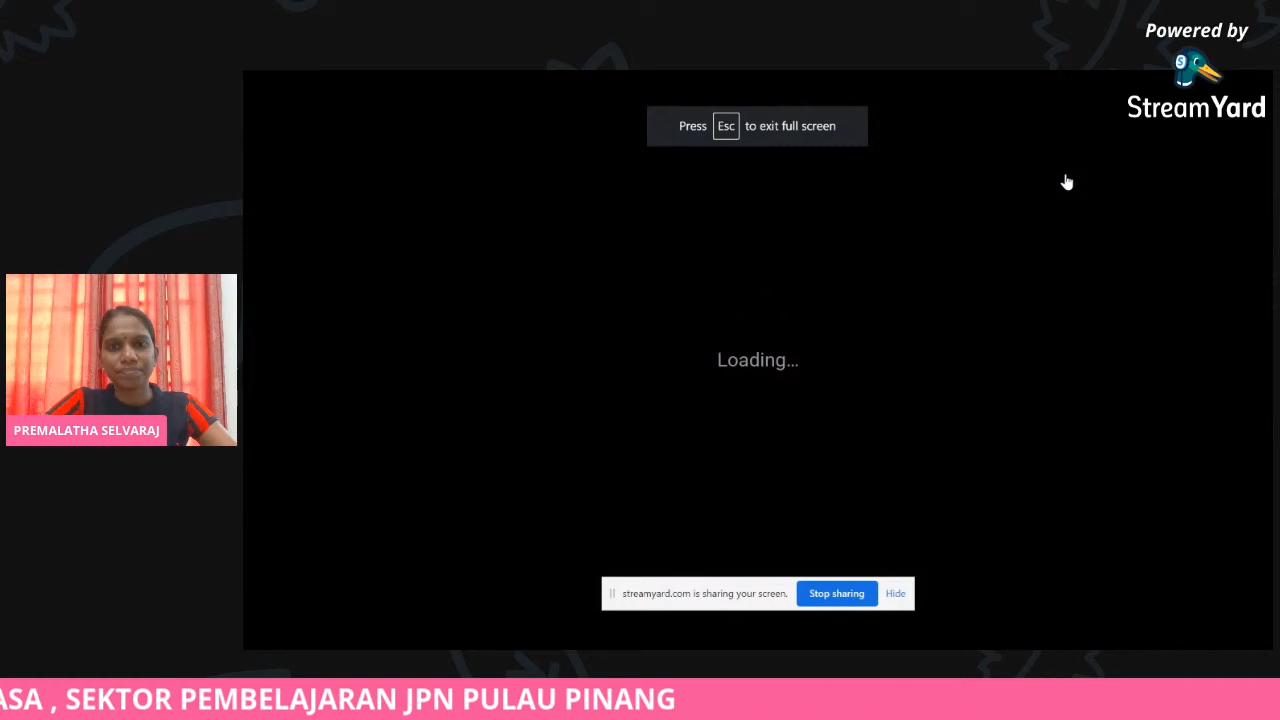 Powered by
StreamYard
Press Esc to exit full screen
Loading...
PREMALATHA SELVARAJ
streamyard.com is sharing your screen. Stop sharing Hide
ASA , SEKTOR PEMBELAJARAN JPN PULAU PINANG